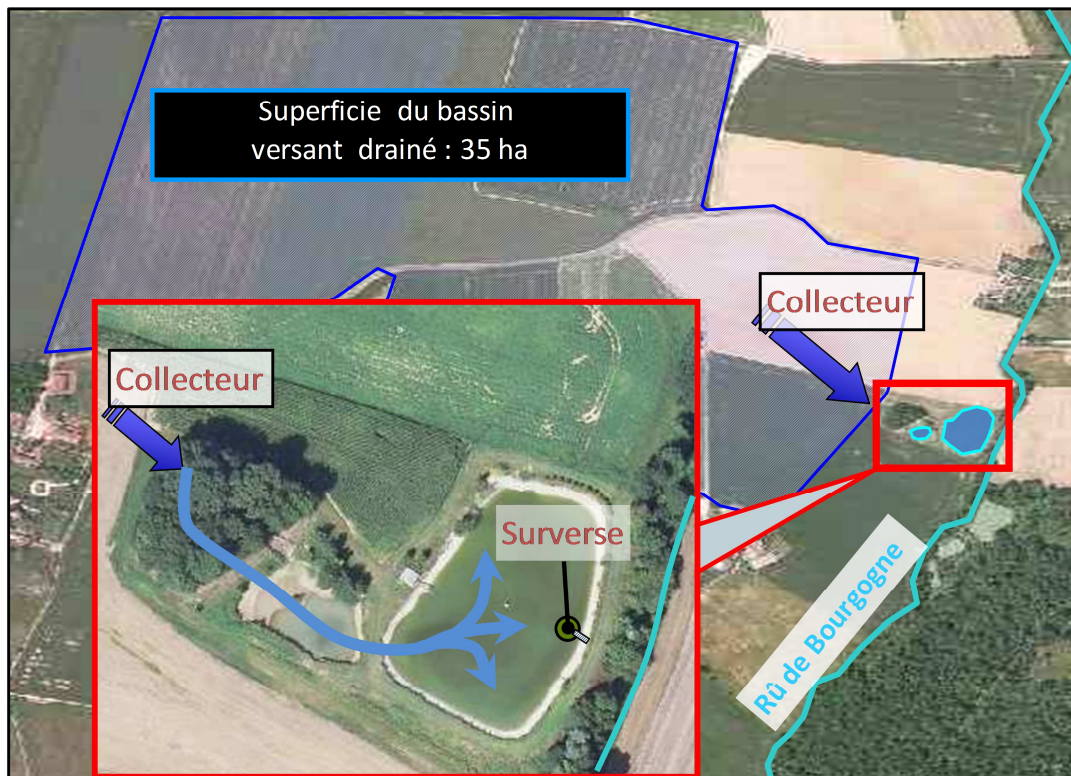 Superficie du bassin
versant drainé : 35 ha
Collecteur
Collecteur
Surverse
Rû de Bourgogne